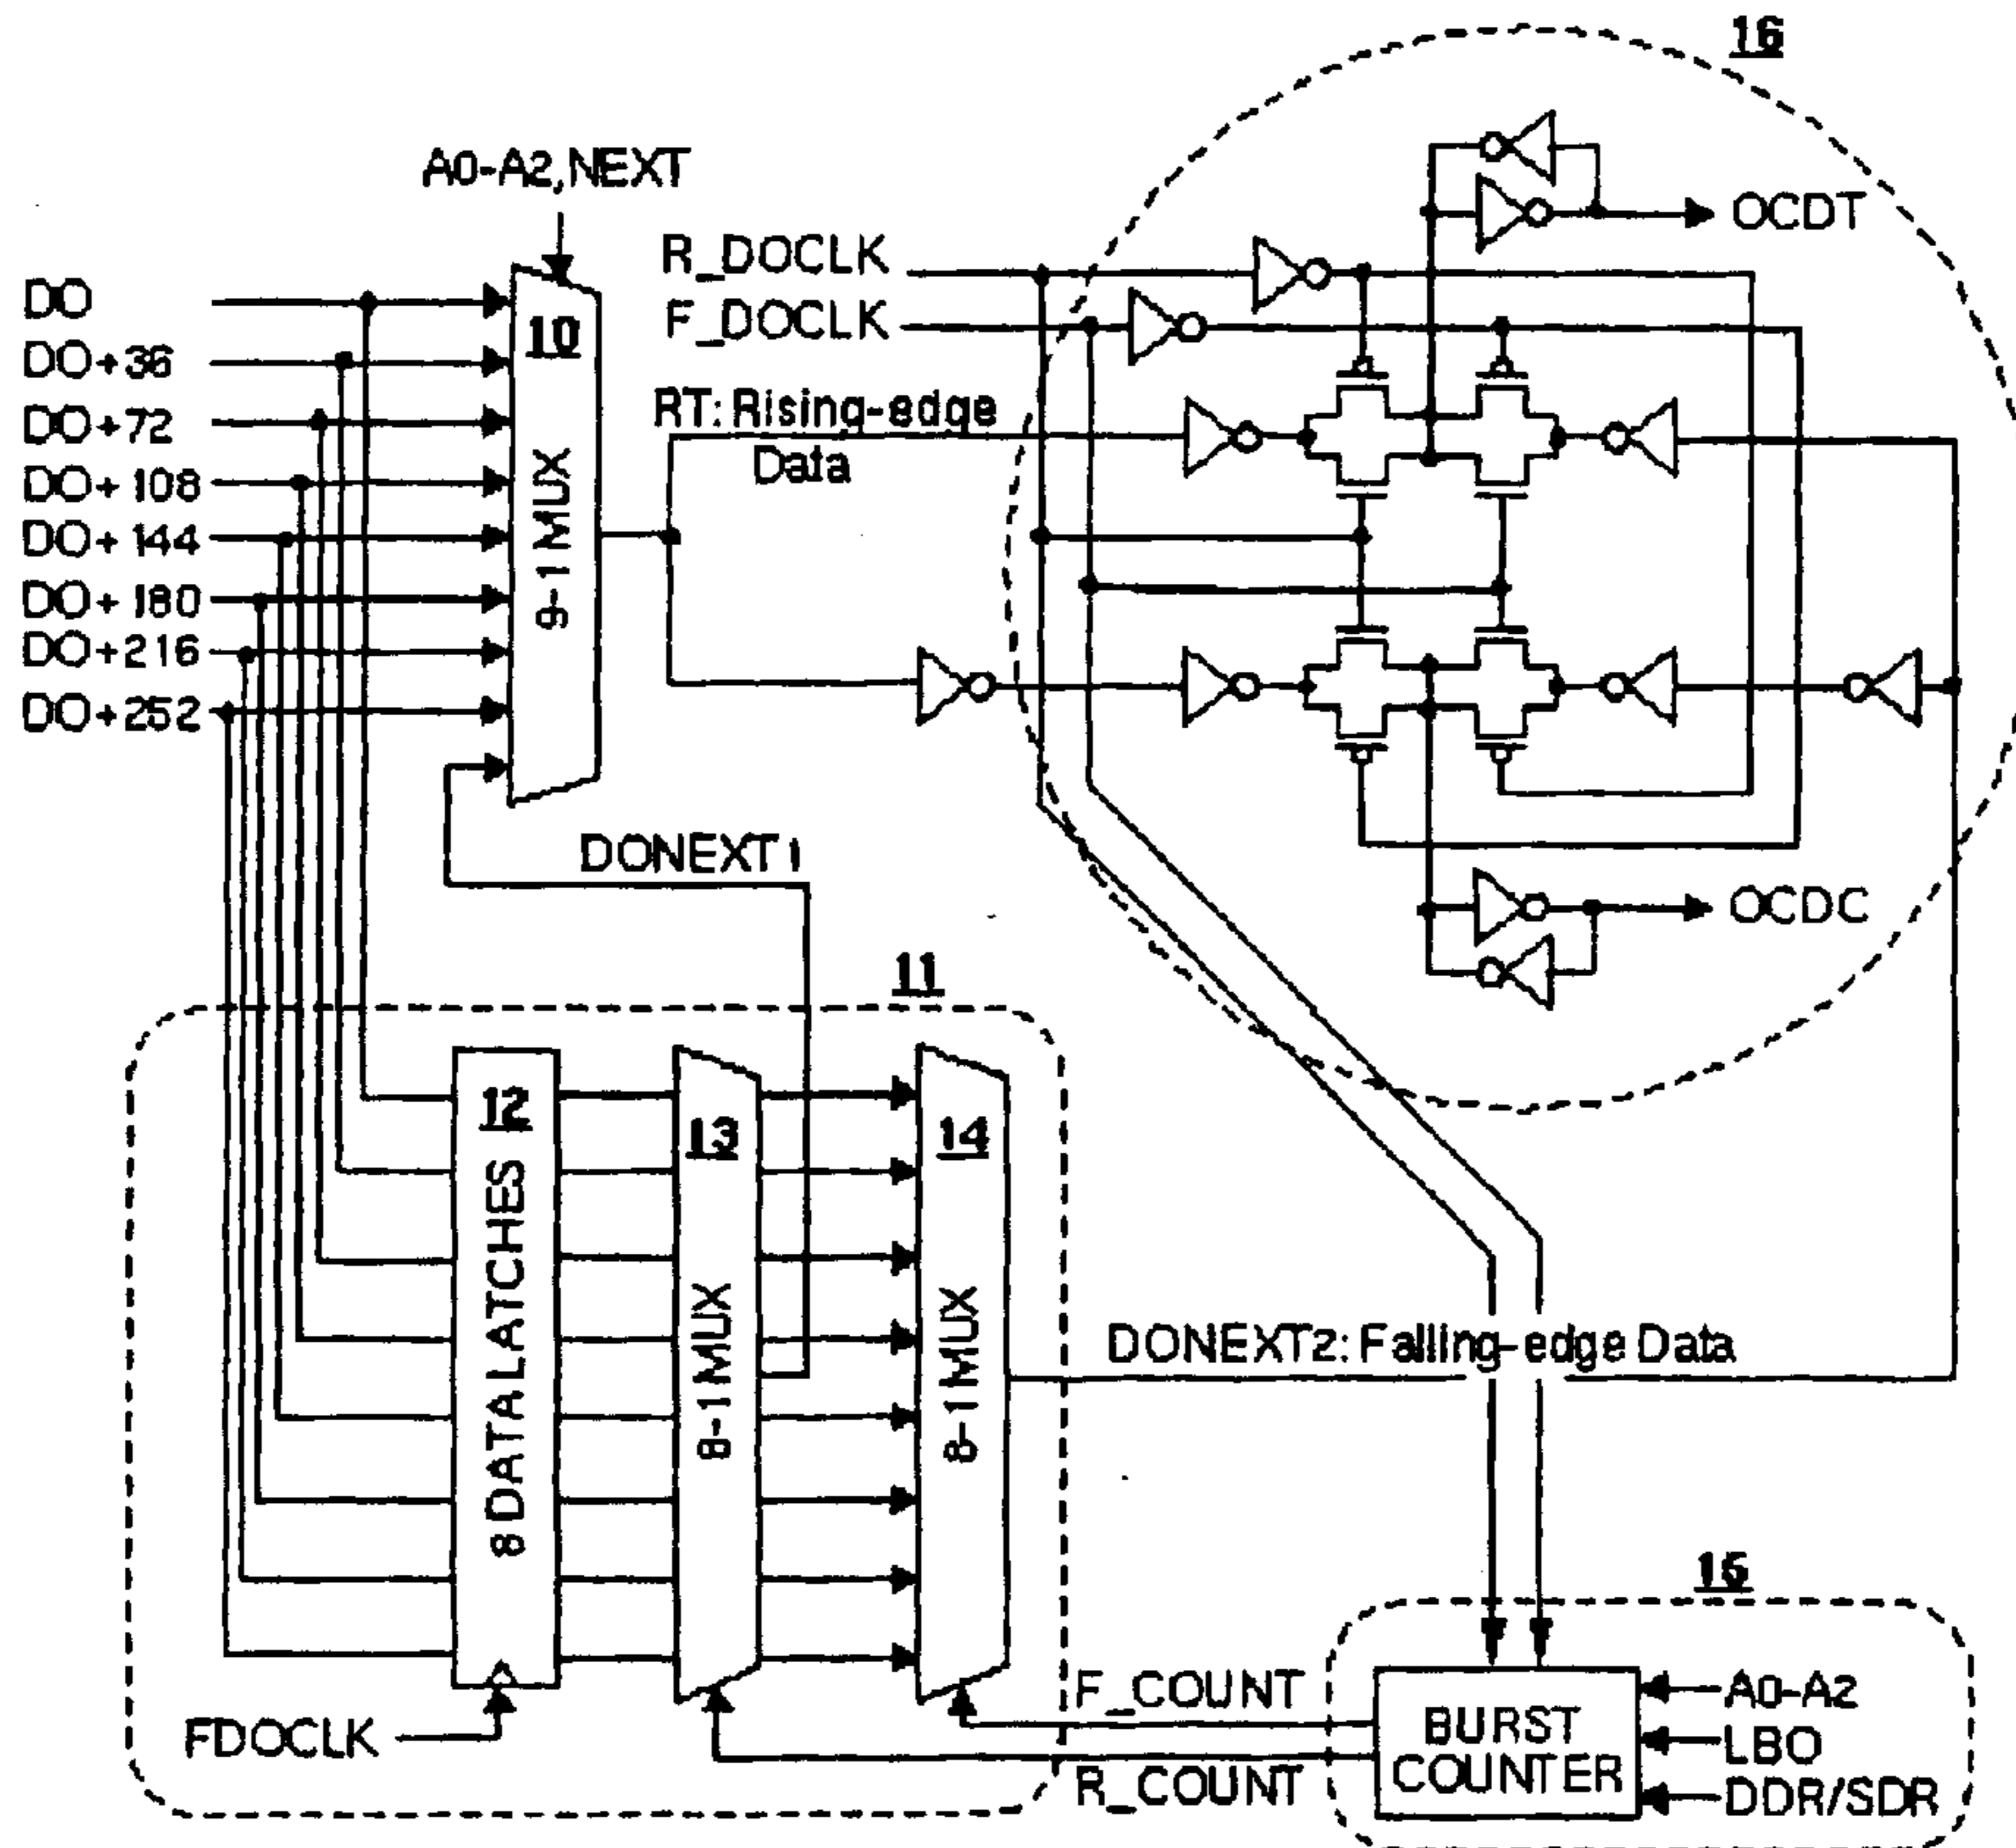 16
A0-A2,NEXT
OCDT
R_DOCLK
F_DOCLK
DO
DO+36
DO+72
DO+108
DO+144
DO+180
DO+216
DO+252
10
9-1 MUX
RT: Rising-edge
Data
DONEXT1
OCDC
11
12
8 DATALATCHES
13
8-1 MUX
14
8-1 MUX
DONEXT2: Falling-edge Data
15
FDOCLK
F_COUNT
R_COUNT
BURST
COUNTER
A0-A2
LBO
DDR/SDR